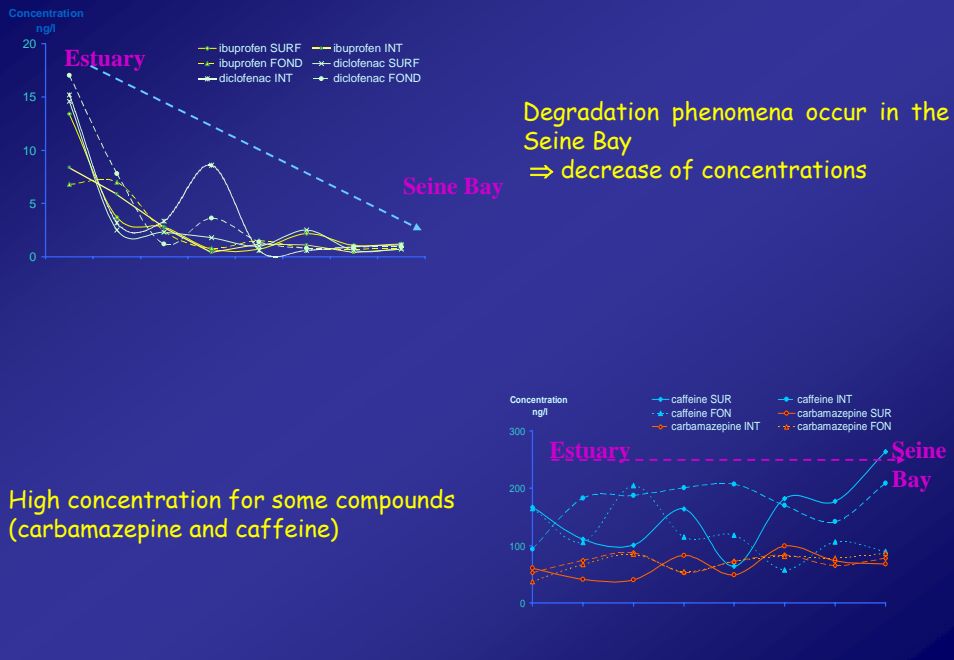 Concentration
ng/l
20
15
10
5
0
Estuary
ibuprofen SURF
ibuprofen INT
ibuprofen FOND
diclofenac SURF
diclofenac INT
diclofenac FOND
Seine Bay
Degradation phenomena occur in the
Seine Bay
⇒ decrease of concentrations
High concentration for some compounds
(carbamazepine and caffeine)
Concentration
ng/l
300
200
100
0
caffeine SUR
caffeine INT
caffeine FON
carbamazepine SUR
carbamazepine INT
carbamazepine FON
Estuary
Seine
Bay